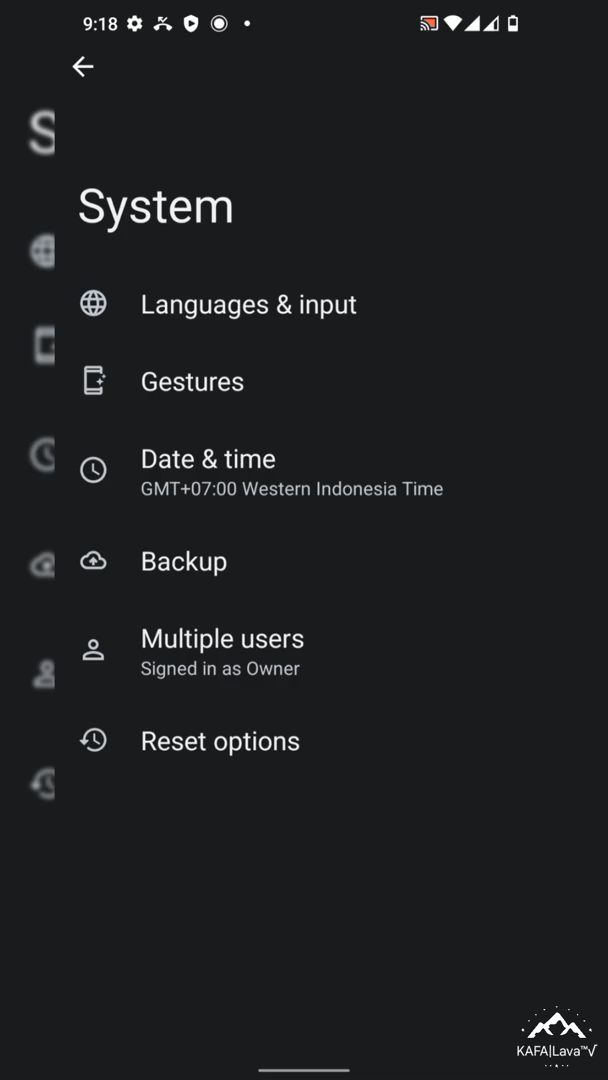 9:18
System
Languages & input
Gestures
Date & time
GMT+07:00 Western Indonesia Time
Backup
Multiple users
Signed in as Owner
Reset options
KAFA|Lava™√